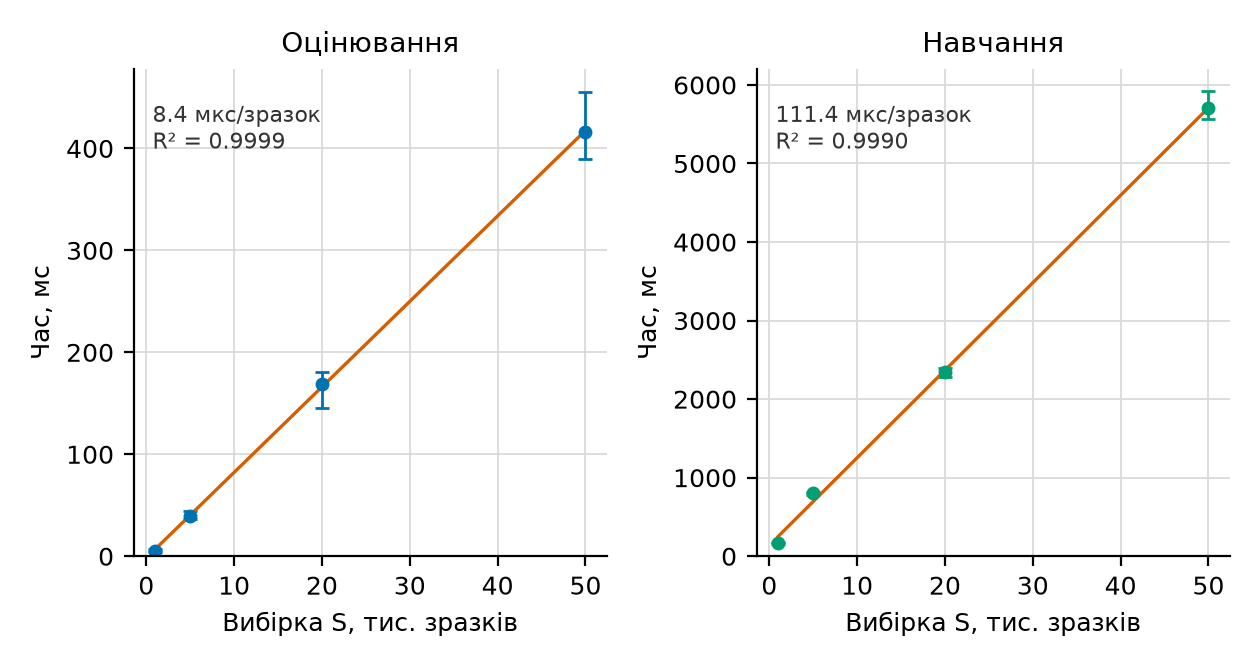 Оцінювання
8.4 мкс/зразок
R² = 0.9999
Час, мс
400
300
200
100
0
0 10 20 30 40 50
Вибірка S, тис. зразків
Навчання
111.4 мкс/зразок
R² = 0.9990
Час, мс
6000
5000
4000
3000
2000
1000
0
0 10 20 30 40 50
Вибірка S, тис. зразків